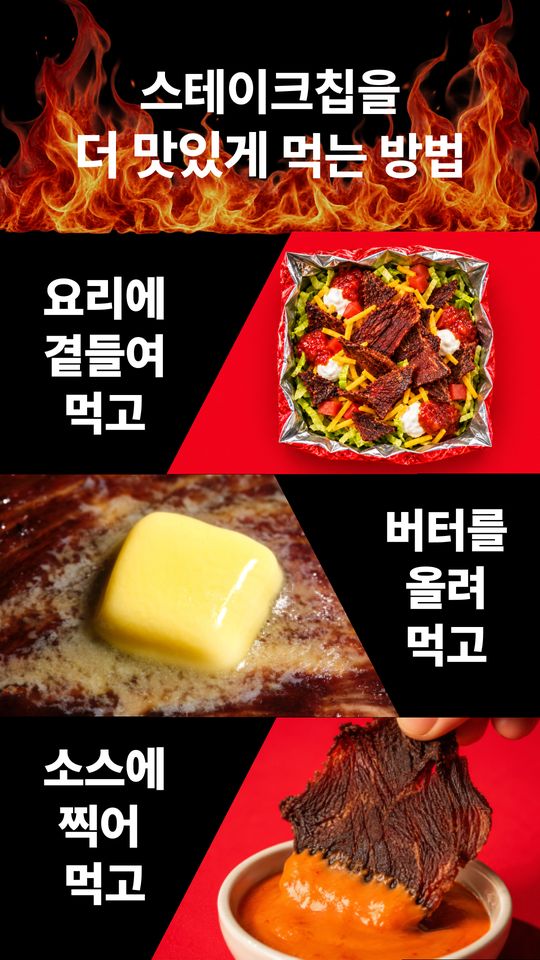 스테이크칩을
더 맛있게 먹는 방법
요리에
곁들여
먹고
버터를
올려
먹고
소스에
찍어
먹고